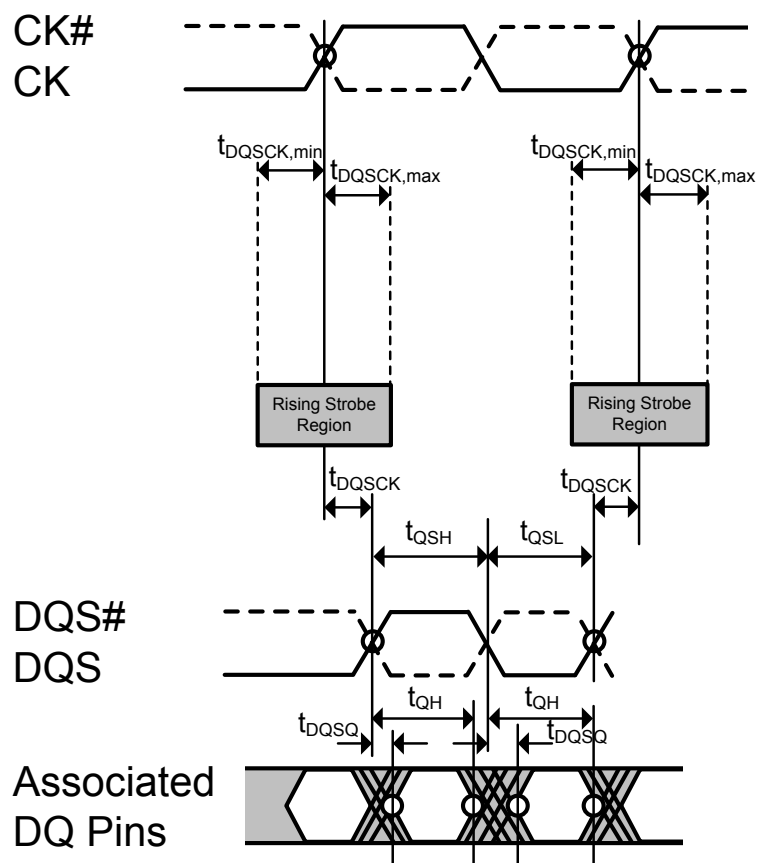 CK#
CK
tDQSCK,min
tDQSCK,max
tDQSCK,min
tDQSCK,max
Rising Strobe
Region
Rising Strobe
Region
tDQSCK
tDQSCK
tQSH
tQSL
DQS#
DQS
tQH
tQH
tDQSQ
tDQSQ
Associated
DQ Pins